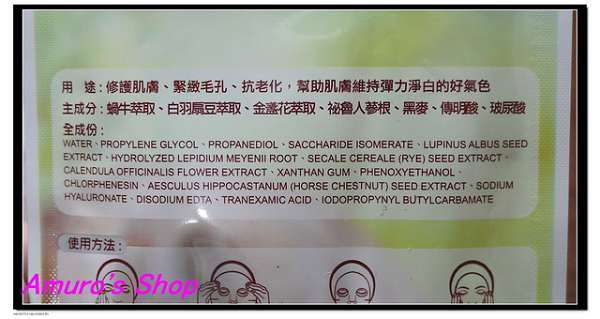 用　途:修護肌膚、緊緻毛孔、抗老化，幫助肌膚維持彈力淨白的好氣色
主成分:蝸牛萃取、白羽扇豆萃取、金盞花萃取、祕魯人蔘根、黑麥、傳明酸、玻尿酸
全成份:
WATER、PROPYLENE GLYCOL、PROPANEDIOL、SACCHARIDE ISOMERATE、LUPINUS ALBUS SEED
EXTRACT、HYDROLYZED LEPIDIUM MEYENII ROOT、SECALE CEREALE (RYE) SEED EXTRACT、
CALENDULA OFFICINALIS FLOWER EXTRACT、XANTHAN GUM、PHENOXYETHANOL、
CHLORPHENESIN、AESCULUS HIPPOCASTANUM (HORSE CHESTNUT) SEED EXTRACT、SODIUM
HYALURONATE、DISODIUM EDTA、TRANEXAMIC ACID、IODOPROPYNYL BUTYLCARBAMATE
使用方法:
Amura's Shop